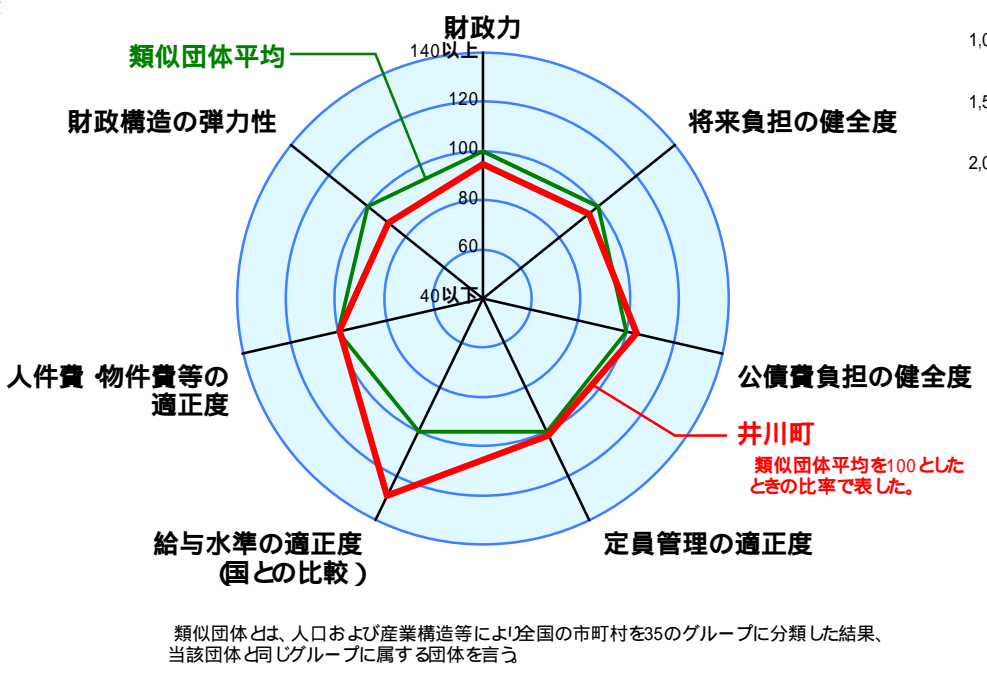 財政力
140以上
類似団体平均
120
財政構造の弾力性
将来負担の健全度
100
80
60
40以下
人件費・物件費等の
適正度
公債費負担の健全度
井川町
類似団体平均を100とした
ときの比率で表した。
給与水準の適正度
(国との比較)
定員管理の適正度
類似団体とは、人口および産業構造等により全国の市町村を35のグループに分類した結果、
当該団体と同じグループに属する団体を言う
1,0
1,5
2,0